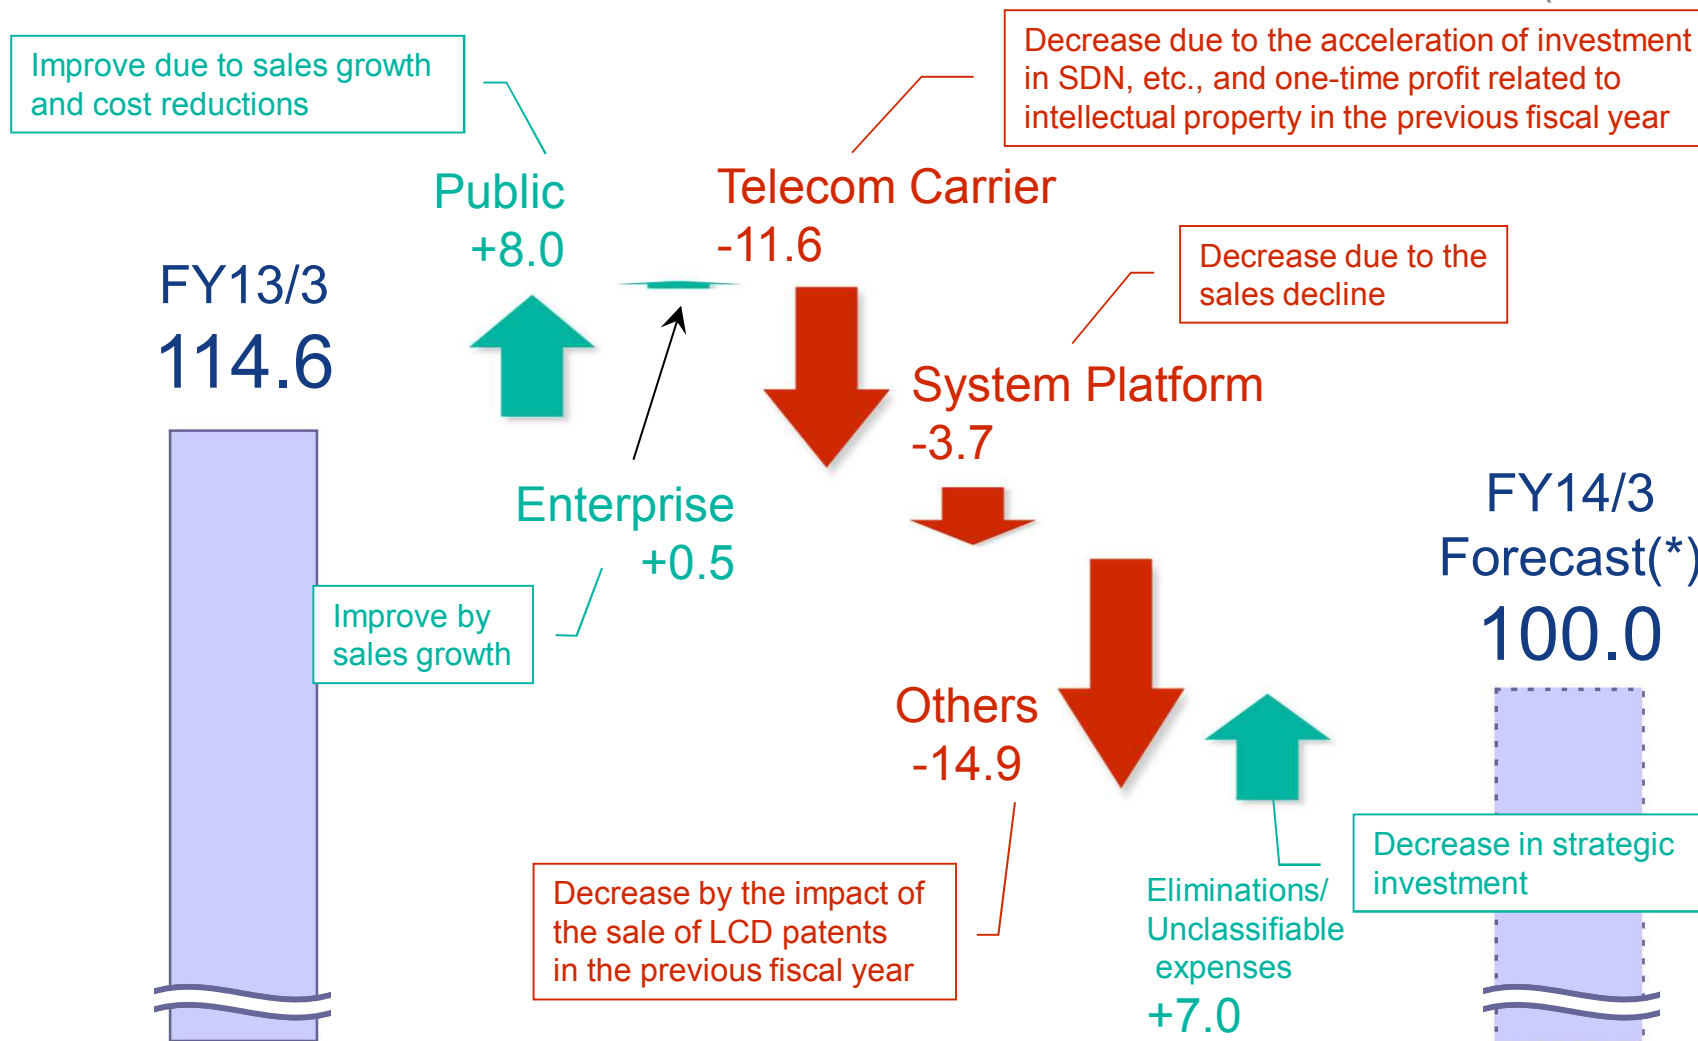 Improve due to sales growth
and cost reductions
Decrease due to the acceleration of investment
in SDN, etc., and one-time profit related to
intellectual property in the previous fiscal year
Public
+8.0
Telecom Carrier
-11.6
Decrease due to the
sales decline
FY13/3
114.6
System Platform
-3.7
Enterprise
+0.5
Improve by
sales growth
FY14/3
Forecast(*)
100.0
Others
-14.9
Decrease by the impact of
the sale of LCD patents
in the previous fiscal year
Decrease in strategic
investment
Eliminations/
Unclassifiable
expenses
+7.0